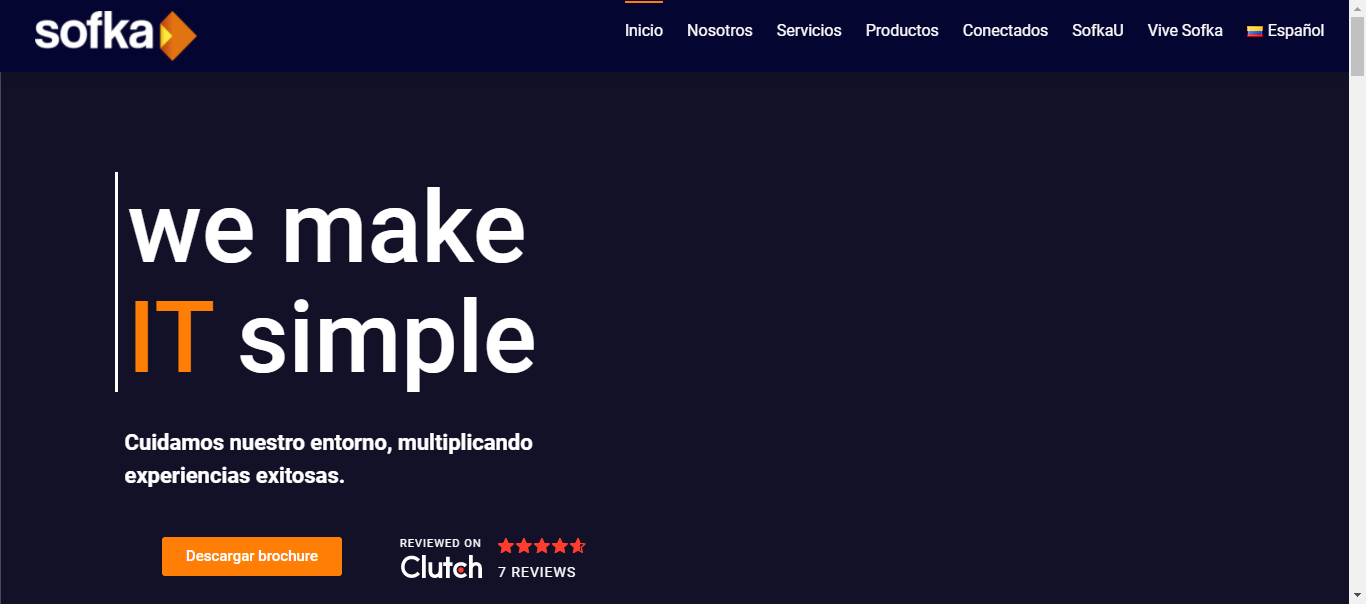 sofka
Inicio Nosotros Servicios Productos Conectados SofkaU Vive Sofka Español
we make
IT simple
Cuidamos nuestro entorno, multiplicando
experiencias exitosas.
Descargar brochure
REVIEWED ON
Clutch
7 REVIEWS